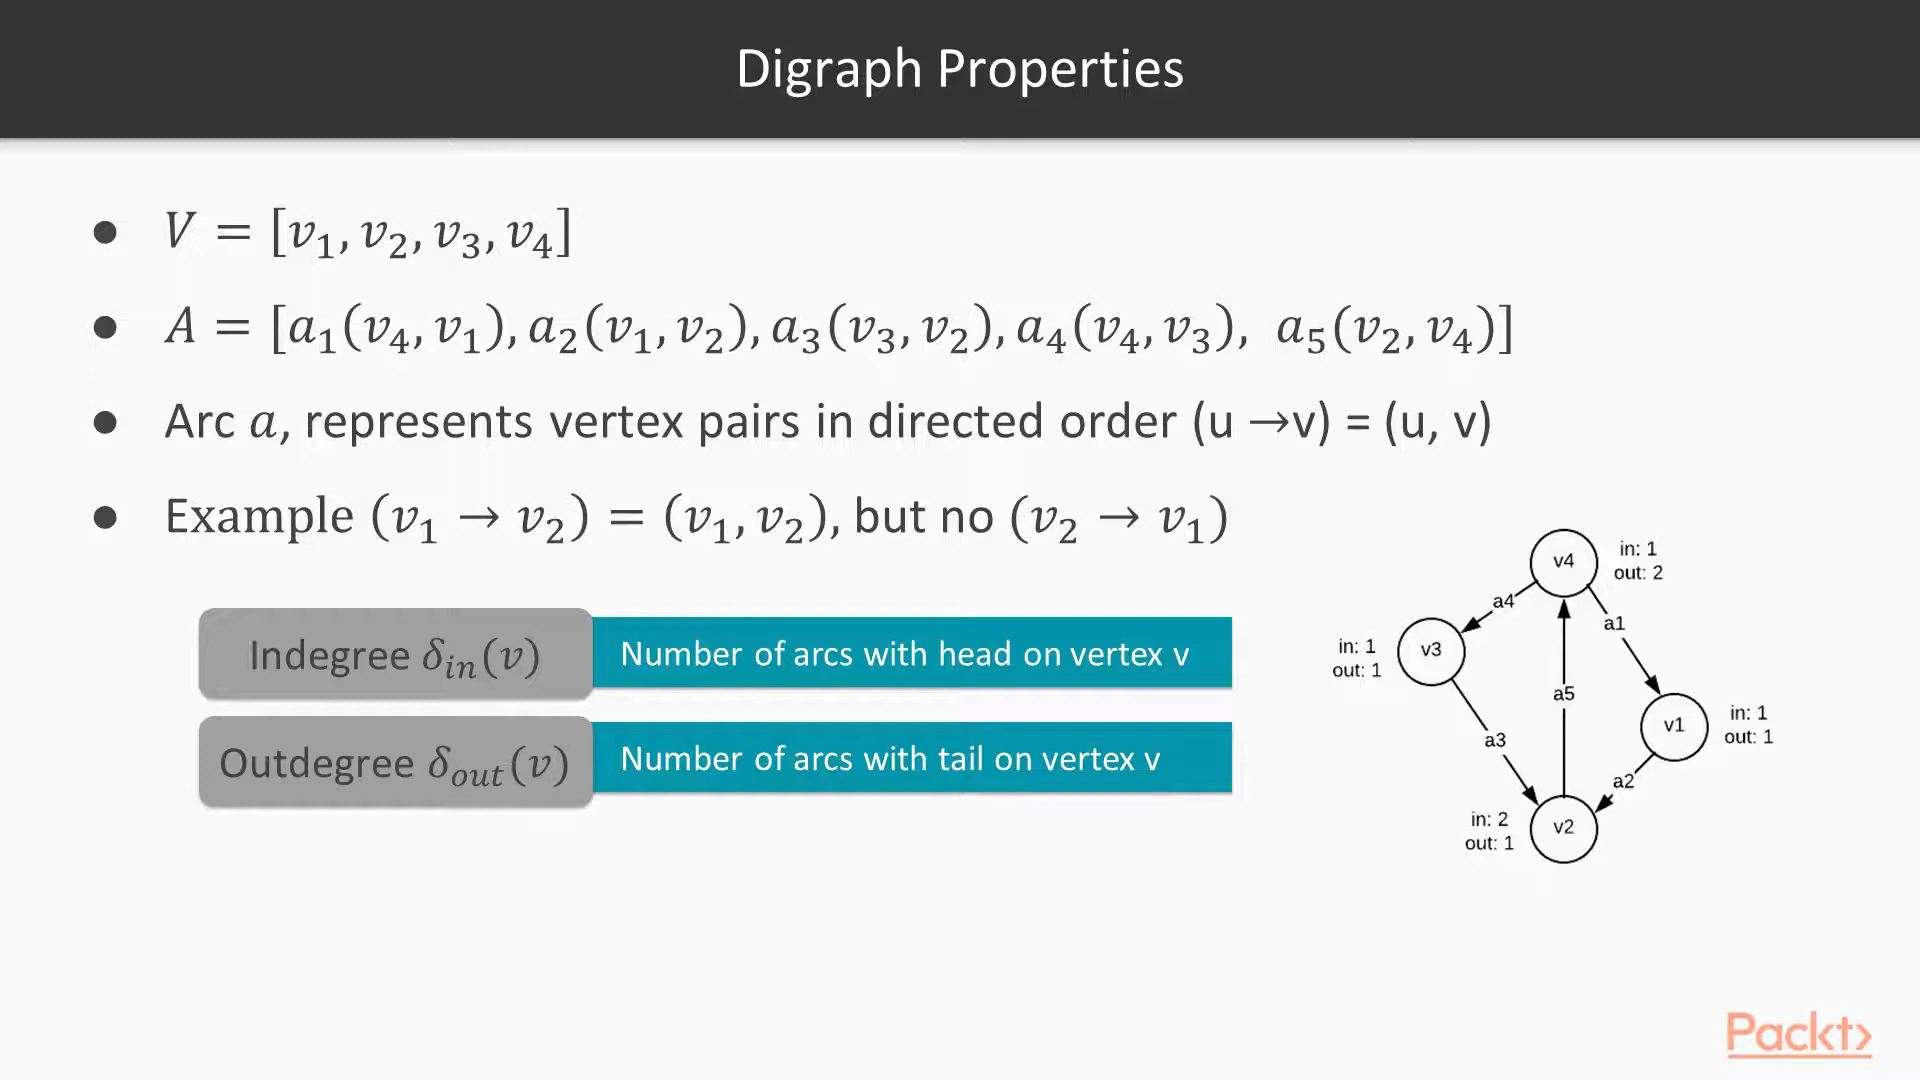 Digraph Properties
● V = [v₁, v₂, v₃, v₄]
● A = [a₁(v₄, v₁), a₂(v₁, v₂), a₃(v₃, v₂), a₄(v₄, v₃), a₅(v₂, v₄)]
● Arc a, represents vertex pairs in directed order (u →v) = (u, v)
● Example (v₁ → v₂) = (v₁, v₂), but no (v₂ → v₁)
Indegree δᵢₙ(v)
Number of arcs with head on vertex v
Outdegree δₒᵤₜ(v)
Number of arcs with tail on vertex v
v4
in: 1
out: 2
a4
a1
in: 1
out: 1
v3
a5
v1
in: 1
out: 1
a3
a2
in: 2
out: 1
v2
Packt>